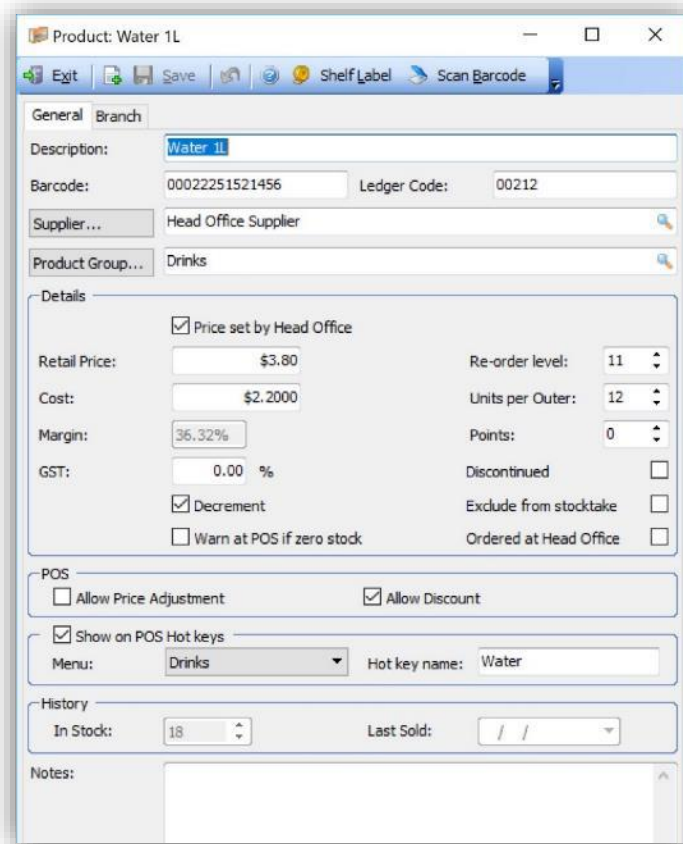 Product: Water 1L
Exit Save Shelf Label Scan Barcode
General Branch
Description: Water 1L
Barcode: 00022251521456 Ledger Code: 00212
Supplier... Head Office Supplier
Product Group... Drinks
Details
Price set by Head Office
Retail Price: $3.80 Re-order level: 11
Cost: $2.2000 Units per Outer: 12
Margin: 36.32% Points: 0
GST: 0.00 % Discontinued
Decrement Exclude from stocktake
Warn at POS if zero stock Ordered at Head Office
POS
Allow Price Adjustment Allow Discount
Show on POS Hot keys
Menu: Drinks Hot key name: Water
History
In Stock: 18 Last Sold: / /
Notes: